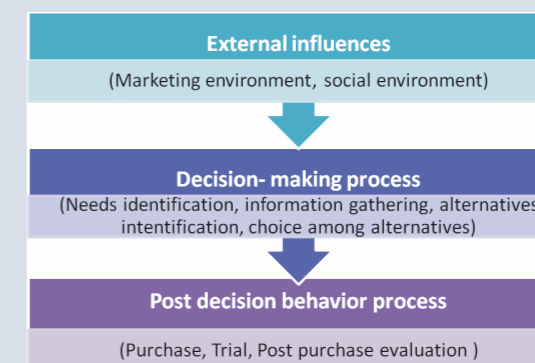 External influences
(Marketing environment, social environment)
Decision- making process
(Needs identification, information gathering, alternatives
intentification, choice among alternatives)
Post decision behavior process
(Purchase, Trial, Post purchase evaluation )